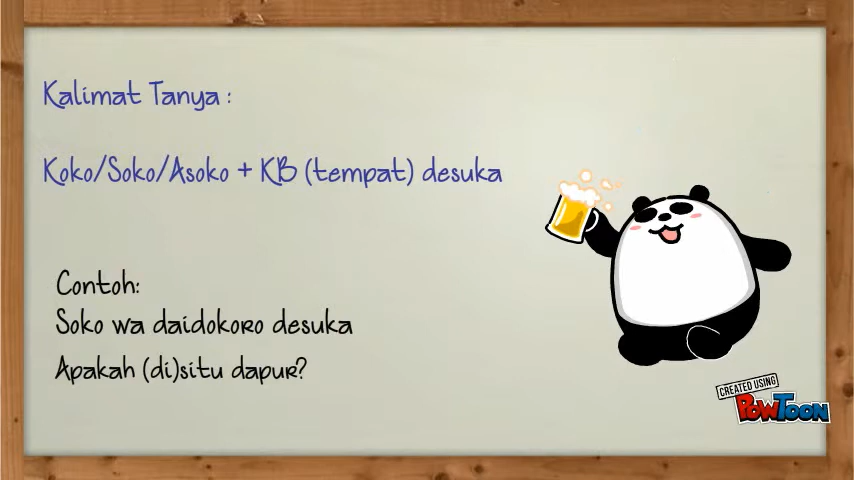 Kalimat Tanya :
Koko/Soko/Asoko + KB (tempat) desuka
Contoh:
Soko wa daidokoro desuka
Apakah (di)situ dapur?
CREATED USING
POWTOON